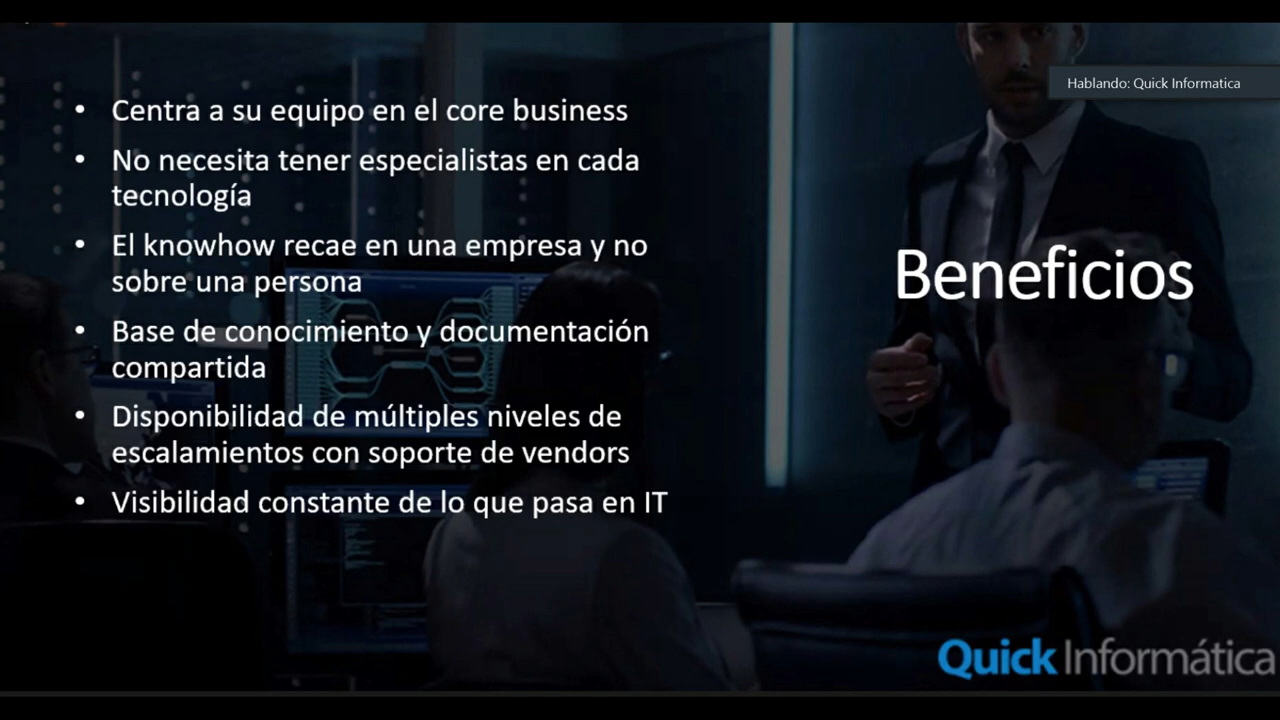 Hablando: Quick Informatica
• Centra a su equipo en el core business
• No necesita tener especialistas en cada
tecnología
• El knowhow recae en una empresa y no
sobre una persona
• Base de conocimiento y documentación
compartida
• Disponibilidad de múltiples niveles de
escalamientos con soporte de vendors
• Visibilidad constante de lo que pasa en IT
Beneficios
Quick Informática